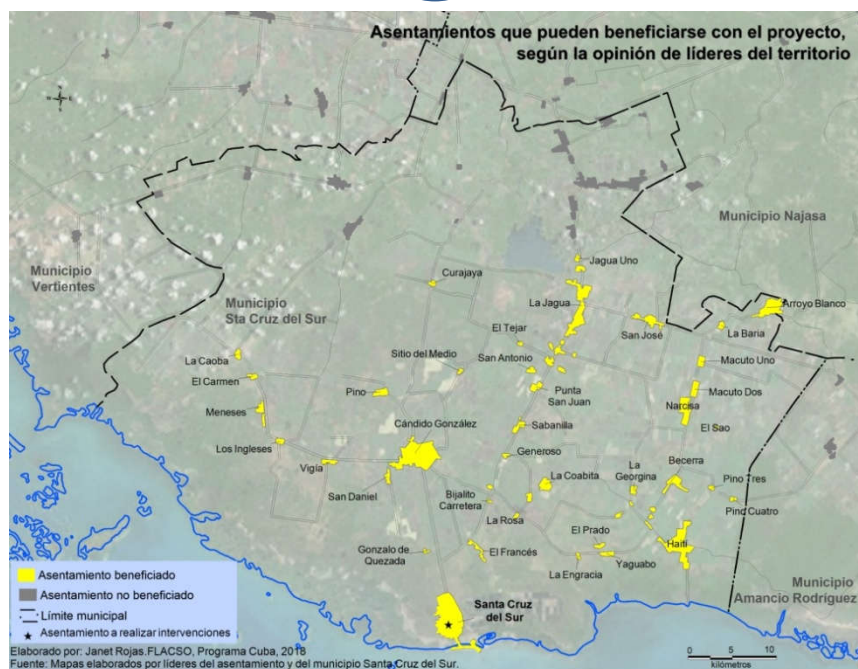 Asentamientos que pueden beneficiarse con el proyecto,
según la opinión de líderes del territorio
Municipio Najasa
Municipio
Vertientes
Municipio
Sta Cruz del Sur
Curajaya
Jagua Uno
La Jagua
Arroyo Blanco
El Tejar
San José
La Baria
La Caoba
Sitio del Medio
San Antonio
Macuto Uno
El Carmen
Pino
Punta
San Juan
Macuto Dos
Meneses
Narcisa
Cándido González
Sabanilla
El Sao
Los Ingleses
Generoso
Vigía
La Coabita
La
Georgina
Becerra
San Daniel
Bijalito
Carretera
Pino Tres
Pino Cuatro
La Rosa
El Prado
Haití
Gonzalo de
Quezada
El Francés
La Engracia
Yaguabo
Municipio
Amancio Rodríguez
Santa Cruz
del Sur
Asentamiento beneficiado
Asentamiento no beneficiado
Límite municipal
Asentamiento a realizar intervenciones
0 5 10
kilómetros
Elaborado por: Janet Rojas.FLACSO, Programa Cuba, 2018
Fuente: Mapas elaborados por líderes del asentamiento y del municipio Santa Cruz del Sur.